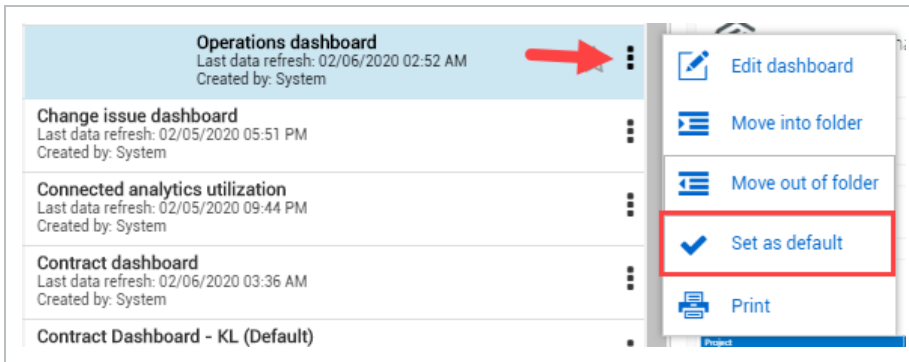 Operations dashboard
Last data refresh: 02/06/2020 02:52 AM
Created by: System
Change issue dashboard
Last data refresh: 02/05/2020 05:51 PM
Created by: System
Connected analytics utilization
Last data refresh: 02/05/2020 09:44 PM
Created by: System
Contract dashboard
Last data refresh: 02/06/2020 03:36 AM
Created by: System
Contract Dashboard - KL (Default)
Edit dashboard
Move into folder
Move out of folder
Set as default
Print
Project